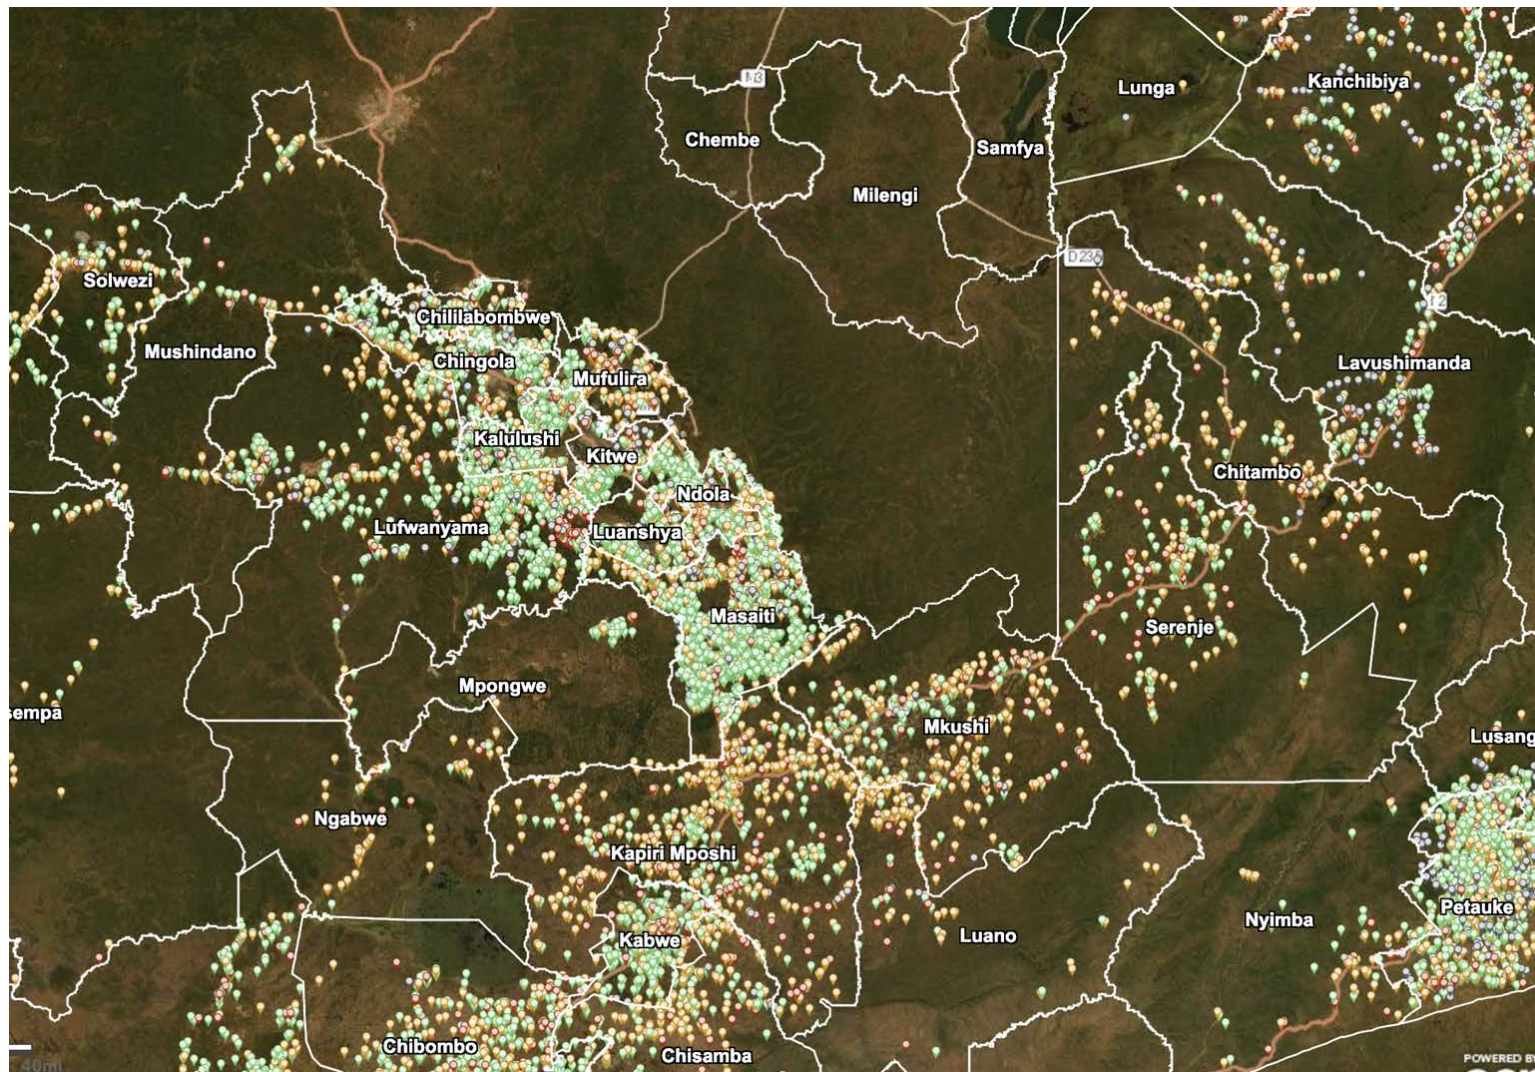 M3
Kanchibiya
Lunga
Chembe
Samfya
Milengi
D235
Solwezi
Chililabombwe
Mushindano
Chingola
Lavushimanda
Mufulira
Kalulushi
Kitwe
Chitambo
Ndola
Lufwanyama
Luanshya
Masaiti
Serenje
Mpongwe
sempa
Mkushi
Lusang
Ngabwe
Kapiri Mposhi
Petauke
Nyimba
Kabwe
Luano
Chibombo
Chisamba
40mi
POWERED BY